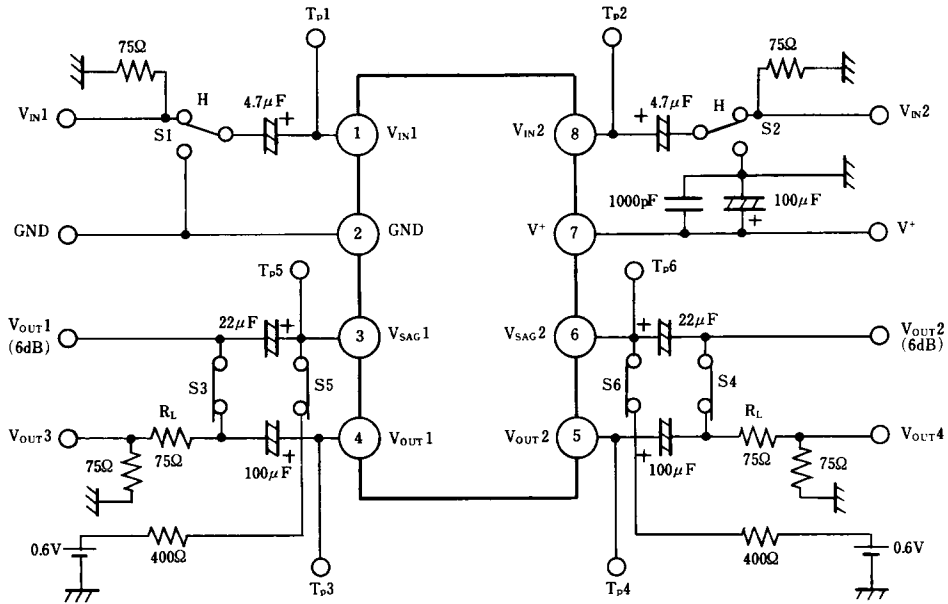 Tp1
Tp2
75Ω
75Ω
H
4.7μF
+
4.7μF
+
H
VIN1
S1
1
VIN1
VIN2
8
S2
VIN2
1000pF
100μF
+
GND
2
GND
V+
7
V+
Tp5
Tp6
22μF
+
+
22μF
VOUT1
(6dB)
3
VSAG1
VSAG2
6
VOUT2
(6dB)
S3
S5
S6
S4
RL
RL
VOUT3
4
VOUT1
VOUT2
5
VOUT4
75Ω
75Ω
100μF
+
+
100μF
75Ω
75Ω
0.6V
400Ω
400Ω
0.6V
Tp3
Tp4